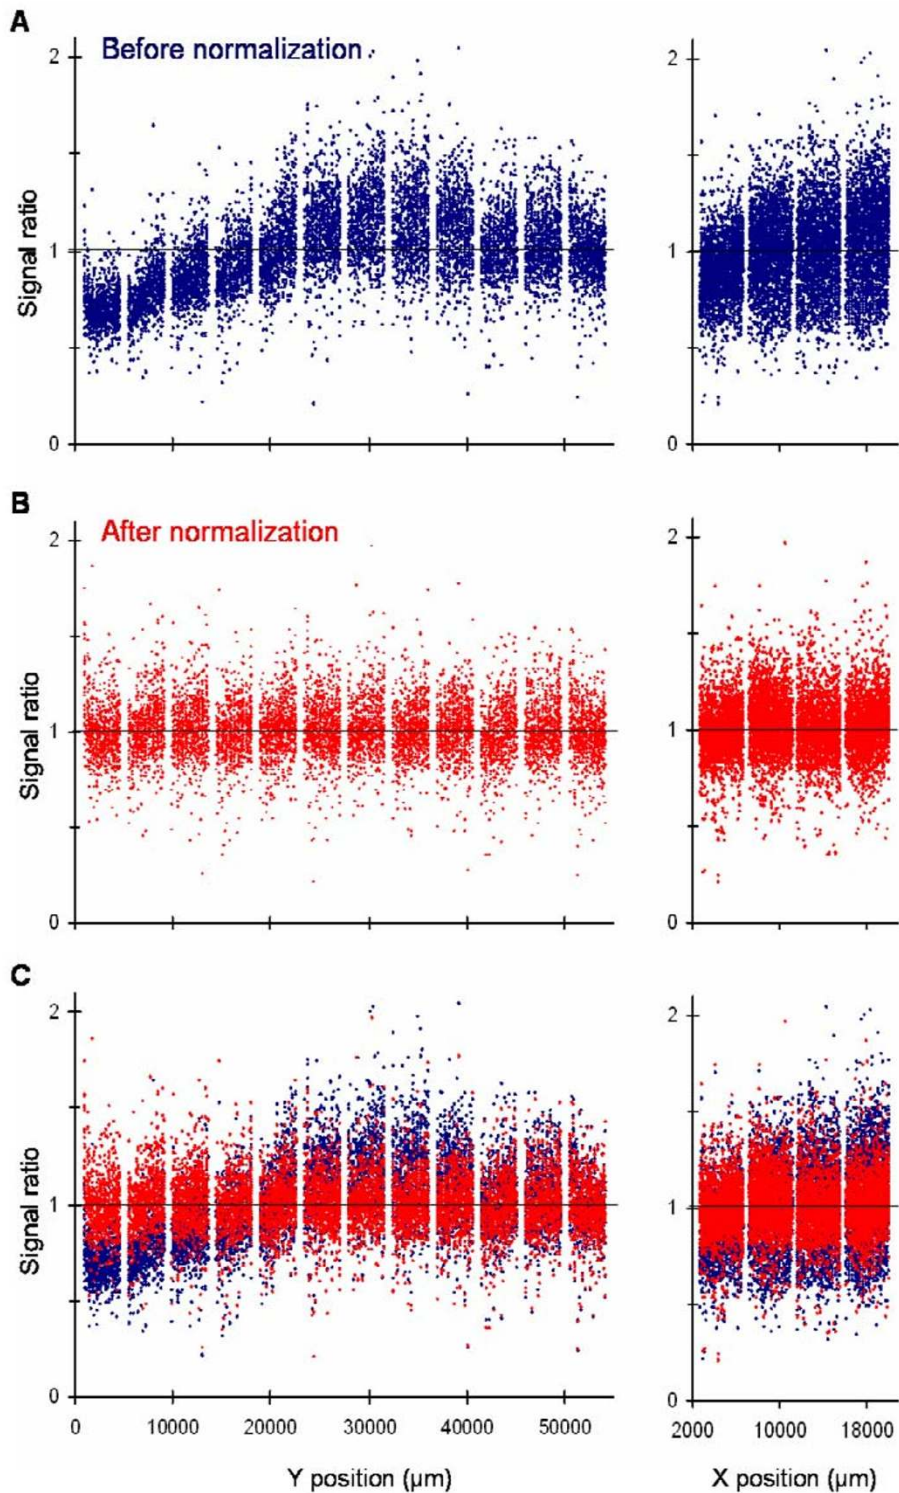 A
Before normalization
2
2
Signal ratio
1
1
0
0
B
After normalization
2
2
Signal ratio
1
1
0
0
C
2
2
Signal ratio
1
1
0
0
0 10000 20000 30000 40000 50000
2000 10000 18000
Y position (µm)
X position (µm)